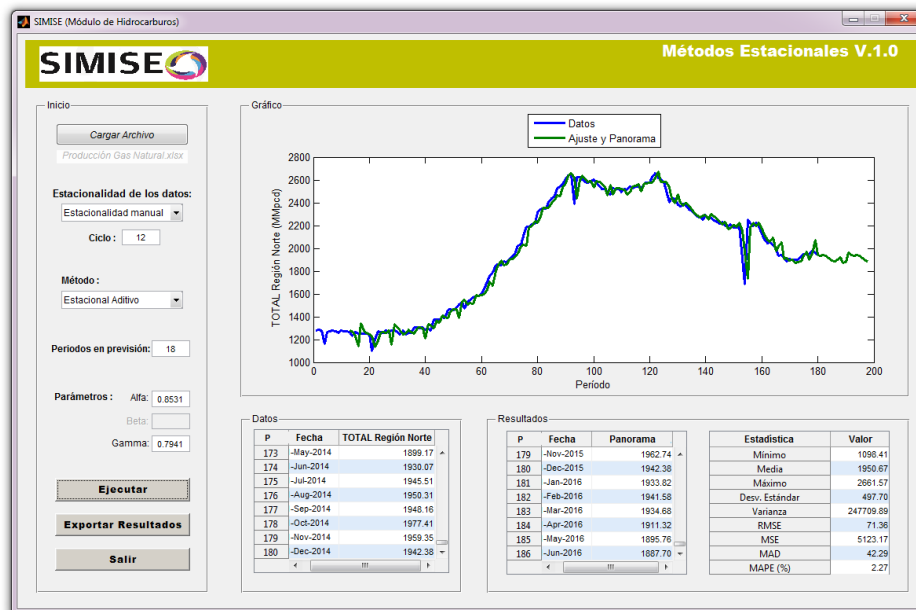 SIMISE (Módulo de Hidrocarburos)
SIMISE
Métodos Estacionales V.1.0
Inicio
Cargar Archivo
Producción Gas Natural.xlsx
Estacionalidad de los datos:
Estacionalidad manual
Ciclo : 12
Método :
Estacional Aditivo
Periodos en previsión: 18
Parámetros : Alfa: 0.8531
Beta:
Gamma: 0.7941
Ejecutar
Exportar Resultados
Salir
Gráfico
Datos
Ajuste y Panorama
TOTAL Región Norte (MMpcd)
2800
2600
2400
2200
2000
1800
1600
1400
1200
1000
0 20 40 60 80 100 120 140 160 180 200
Período
Datos
P Fecha TOTAL Región Norte
173 -May-2014 1899.17
174 -Jun-2014 1930.07
175 -Jul-2014 1945.51
176 -Aug-2014 1950.31
177 -Sep-2014 1948.16
178 -Oct-2014 1977.41
179 -Nov-2014 1959.35
180 -Dec-2014 1942.38
Resultados
P Fecha Panorama
179 -Nov-2015 1962.74
180 -Dec-2015 1942.38
181 -Jan-2016 1933.82
182 -Feb-2016 1941.58
183 -Mar-2016 1934.68
184 -Apr-2016 1911.32
185 -May-2016 1895.76
186 -Jun-2016 1887.70
Estadística Valor
Mínimo 1098.41
Media 1950.67
Máximo 2661.57
Desv. Estándar 497.70
Varianza 247709.89
RMSE 71.36
MSE 5123.17
MAD 42.29
MAPE (%) 2.27